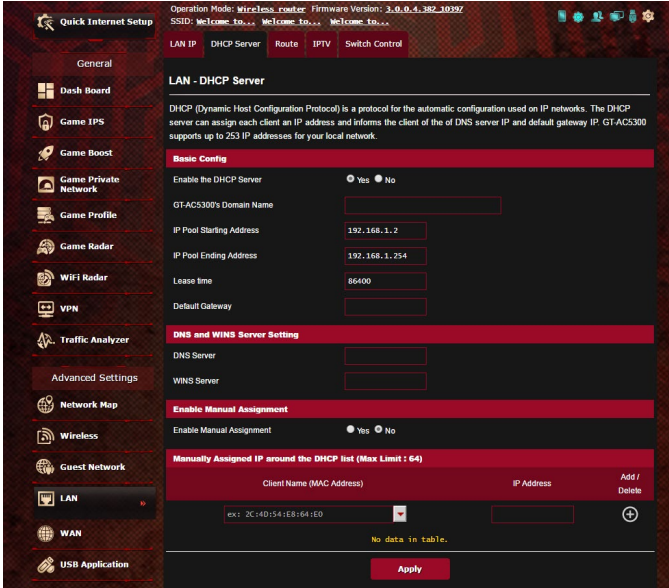 Quick Internet Setup
Operation Mode: Wireless router Firmware Version: 3.0.0.4.382_10397
SSID: Welcome to... Welcome to... Welcome to...
LAN IP DHCP Server Route IPTV Switch Control
General
Dash Board
Game IPS
Game Boost
Game Private
Network
Game Profile
Game Radar
WiFi Radar
VPN
Traffic Analyzer
Advanced Settings
Network Map
Wireless
Guest Network
LAN »
WAN
USB Application
LAN - DHCP Server
DHCP (Dynamic Host Configuration Protocol) is a protocol for the automatic configuration used on IP networks. The DHCP
server can assign each client an IP address and informs the client of the of DNS server IP and default gateway IP. GT-AC5300
supports up to 253 IP addresses for your local network.
Basic Config
Enable the DHCP Server Yes No
GT-AC5300's Domain Name
IP Pool Starting Address 192.168.1.2
IP Pool Ending Address 192.168.1.254
Lease time 86400
Default Gateway
DNS and WINS Server Setting
DNS Server
WINS Server
Enable Manual Assignment
Enable Manual Assignment Yes No
Manually Assigned IP around the DHCP list (Max Limit : 64)
Client Name (MAC Address) IP Address Add /
Delete
ex: 2C:4D:54:E8:64:E0
No data in table.
Apply